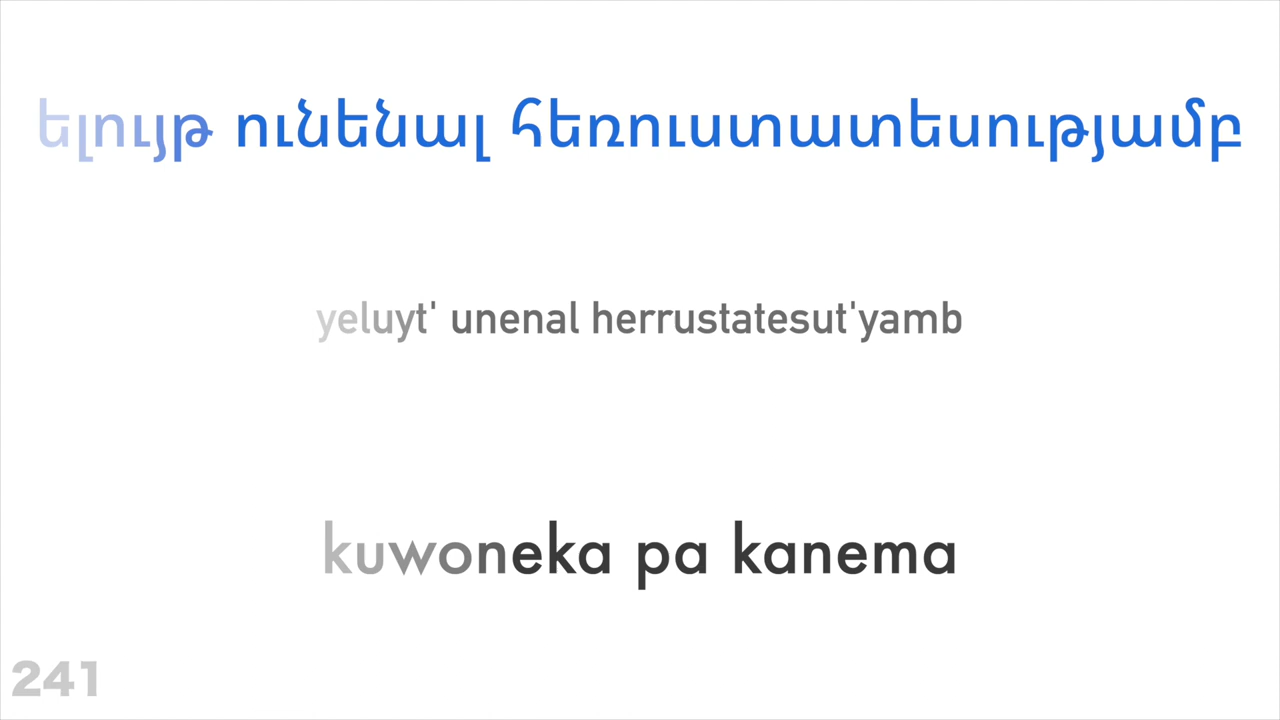 ելույթ ունենալ հեռուստատեսությամբ
yeluyt' unenal herrustatesut'yamb
kuwoneka pa kanema
241